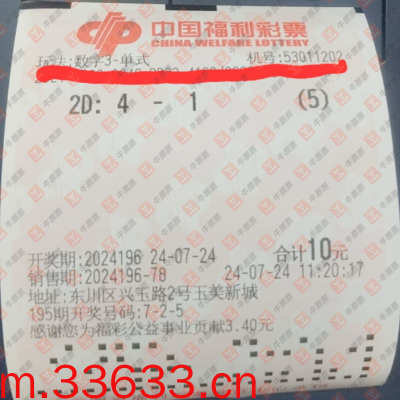 中国福利彩票
CHINA WELFARE LOTTERY
玩法:数字3-单式 机号:53011202
2D: 4 - 1 (5)
开奖期:2024196 24-07-24 合计10元
销售期:2024196-78 24-07-24 11:20:17
地址:东川区兴玉路2号玉美新城
195期开奖号码:7-2-5
感谢您为福彩公益事业贡献3.40元
m.33633.cn